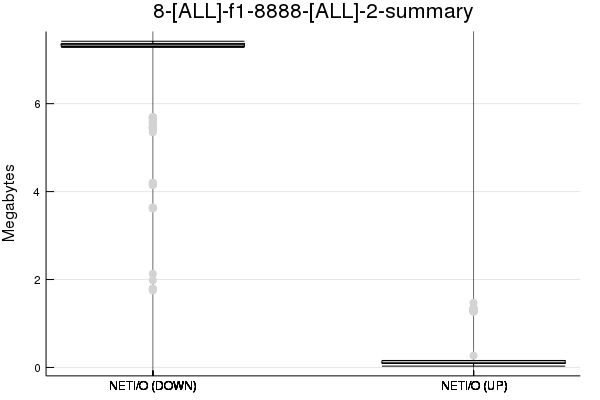 8-[ALL]-f1-8888-[ALL]-2-summary
Megabytes
6
4
2
0
NETI/O (DOWN)
NETI/O (UP)